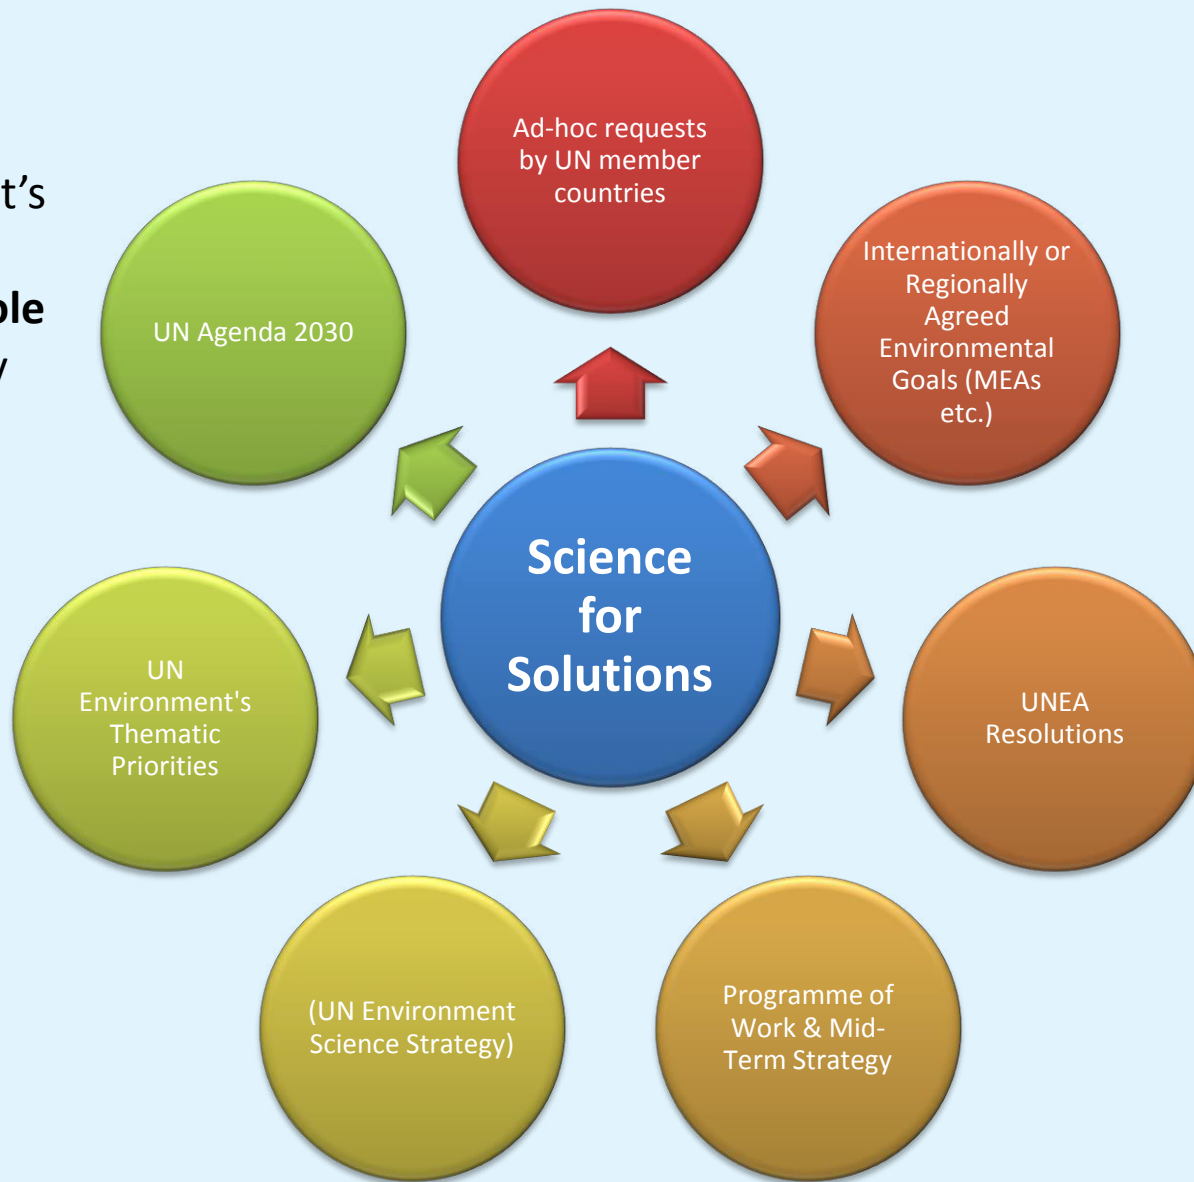 t's
ple
Ad-hoc requests
by UN member
countries
Internationally or
Regionally
Agreed
Environmental
Goals (MEAs
etc.)
UNEA
Resolutions
Programme of
Work & Mid-
Term Strategy
(UN Environment
Science Strategy)
UN
Environment's
Thematic
Priorities
UN Agenda 2030
Science
for
Solutions